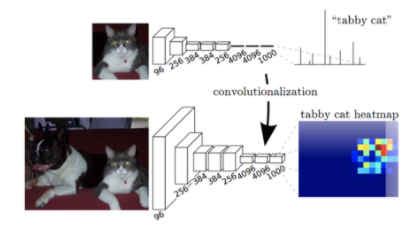 "tabby cat"
96 256 384 384 256 4096 4096 1000
convolutionalization
tabby cat heatmap
96 256 384 384 256 4096 4096 1000